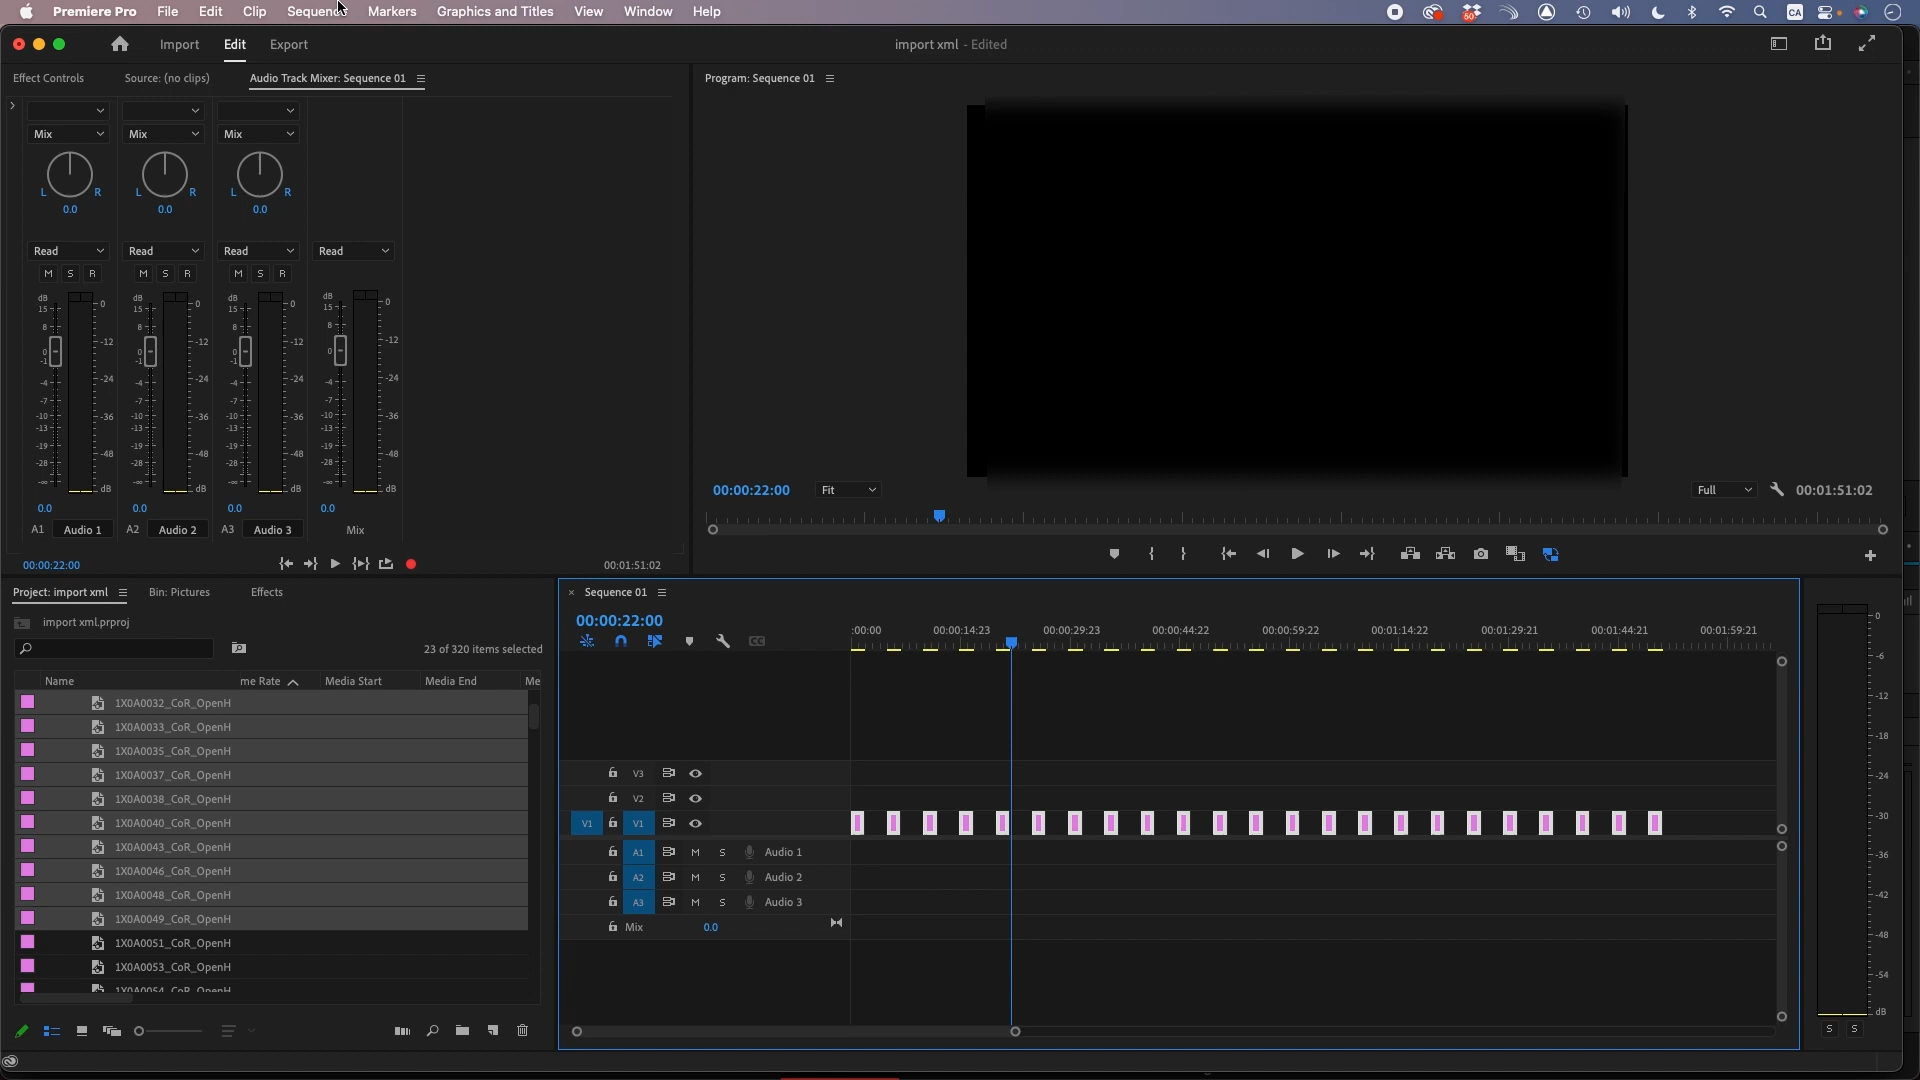 Premiere Pro File Edit Clip Sequenc Markers Graphics and Titles View Window Help
50 CA
Import Edit Export
import xml - Edited
Effect Controls Source: (no clips) Audio Track Mixer: Sequence 01
Program: Sequence 01
Mix Mix Mix
L R L R L R
0.0 0.0 0.0
Read Read Read Read
M S R M S R M S R
dB dB dB dB
15 15 15 15
8 8 8 8
0 0 0 0
-1 -1 -1
-4 -4 -4 -4
-7 -7 -7 -7
-10 -10 -10 -10
-13 -13 -13 -13
-19 -19 -19 -19
-28 -28 -28 -28
-∞ -∞ -∞ -∞
0 0 0 0
-12 -12 -12 -12
-24 -24 -24 -24
-36 -36 -36 -36
-48 -48 -48 -48
dB dB dB dB
0.0 0.0 0.0 0.0
A1 Audio 1 A2 Audio 2 A3 Audio 3 Mix
00:00:22:00 00:01:51:02
00:00:22:00 Fit Full 00:01:51:02
Project: import xml Bin: Pictures Effects
import xml.prproj
23 of 320 items selected
Name me Rate Media Start Media End Me
1X0A0032_CoR_OpenH
1X0A0033_CoR_OpenH
1X0A0035_CoR_OpenH
1X0A0037_CoR_OpenH
1X0A0038_CoR_OpenH
1X0A0040_CoR_OpenH
1X0A0043_CoR_OpenH
1X0A0046_CoR_OpenH
1X0A0048_CoR_OpenH
1X0A0049_CoR_OpenH
1X0A0051_CoR_OpenH
1X0A0053_CoR_OpenH
1X0A0054_CoR_OpenH
× Sequence 01
00:00:22:00
CC
:00:00 00:00:14:23 00:00:29:23 00:00:44:22 00:00:59:22 00:01:14:22 00:01:29:21 00:01:44:21 00:01:59:21
V3
V2
V1 V1
A1 M S Audio 1
A2 M S Audio 2
A3 M S Audio 3
Mix 0.0
0
-6
-12
-18
-24
-30
-36
-42
-48
-54
dB
S S